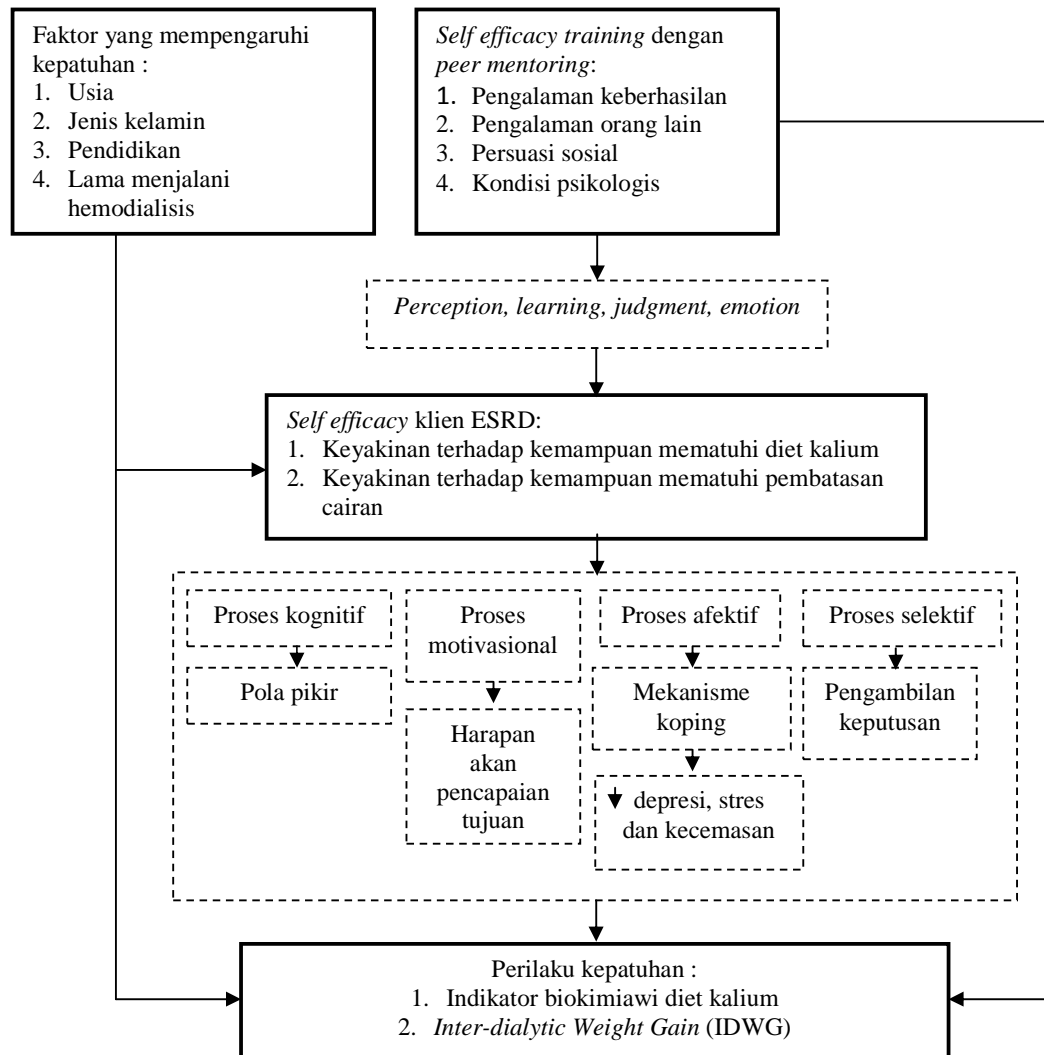 Faktor yang mempengaruhi
kepatuhan :
1. Usia
2. Jenis kelamin
3. Pendidikan
4. Lama menjalani
hemodialisis
Self efficacy training dengan
peer mentoring:
1. Pengalaman keberhasilan
2. Pengalaman orang lain
3. Persuasi sosial
4. Kondisi psikologis
Perception, learning, judgment, emotion
Self efficacy klien ESRD:
1. Keyakinan terhadap kemampuan mematuhi diet kalium
2. Keyakinan terhadap kemampuan mematuhi pembatasan
cairan
Proses kognitif
Pola pikir
Proses
motivasional
Harapan
akan
pencapaian
tujuan
Proses afektif
Mekanisme
koping
depresi, stres
dan kecemasan
Proses selektif
Pengambilan
keputusan
Perilaku kepatuhan :
1. Indikator biokimiawi diet kalium
2. Inter-dialytic Weight Gain (IDWG)